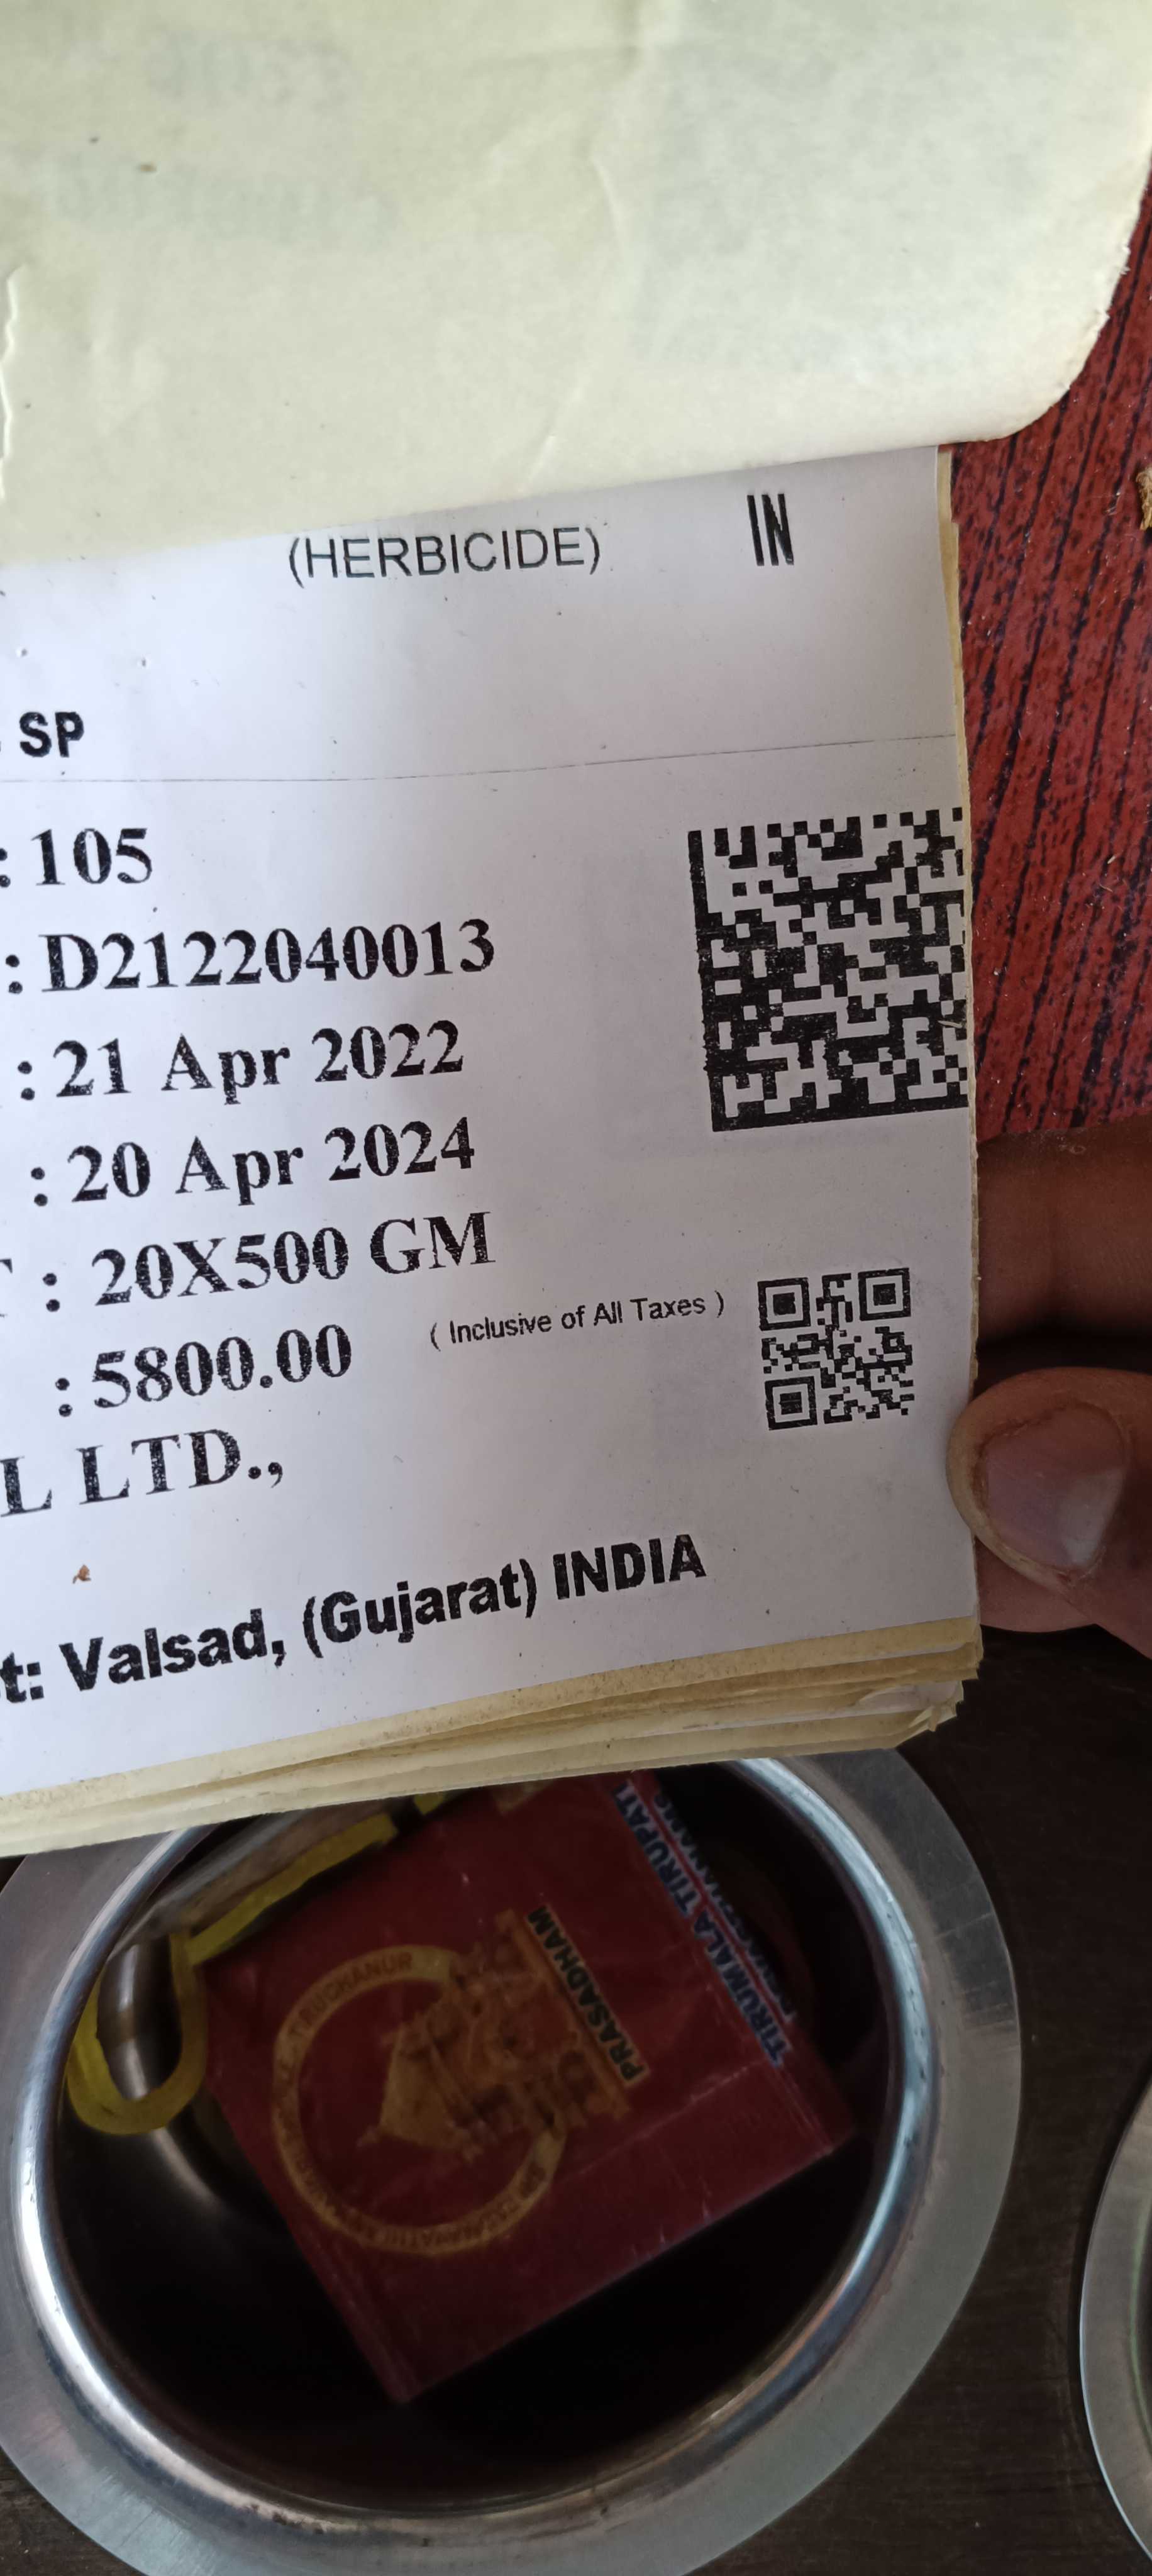 (HERBICIDE) IN
SP
: 105
: D2122040013
: 21 Apr 2022
: 20 Apr 2024
: 20X500 GM
: 5800.00 ( Inclusive of All Taxes )
L LTD.,
t: Valsad, (Gujarat) INDIA
TIRUMALA TIRUPATI
PRASADHAM